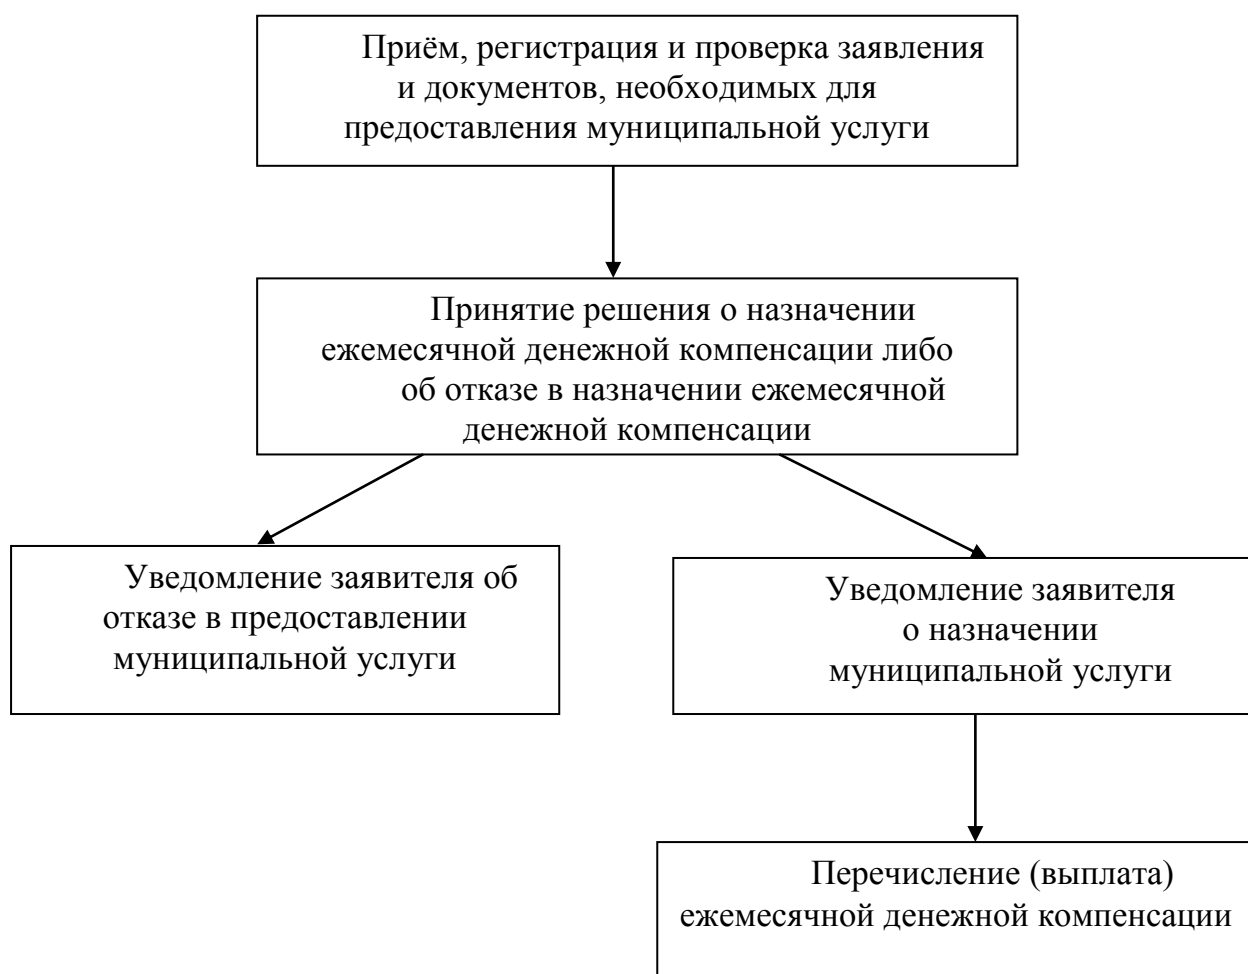 Приём, регистрация и проверка заявления
и документов, необходимых для
предоставления муниципальной услуги
Принятие решения о назначении
ежемесячной денежной компенсации либо
об отказе в назначении ежемесячной
денежной компенсации
Уведомление заявителя об
отказе в предоставлении
муниципальной услуги
Уведомление заявителя
о назначении
муниципальной услуги
Перечисление (выплата)
ежемесячной денежной компенсации